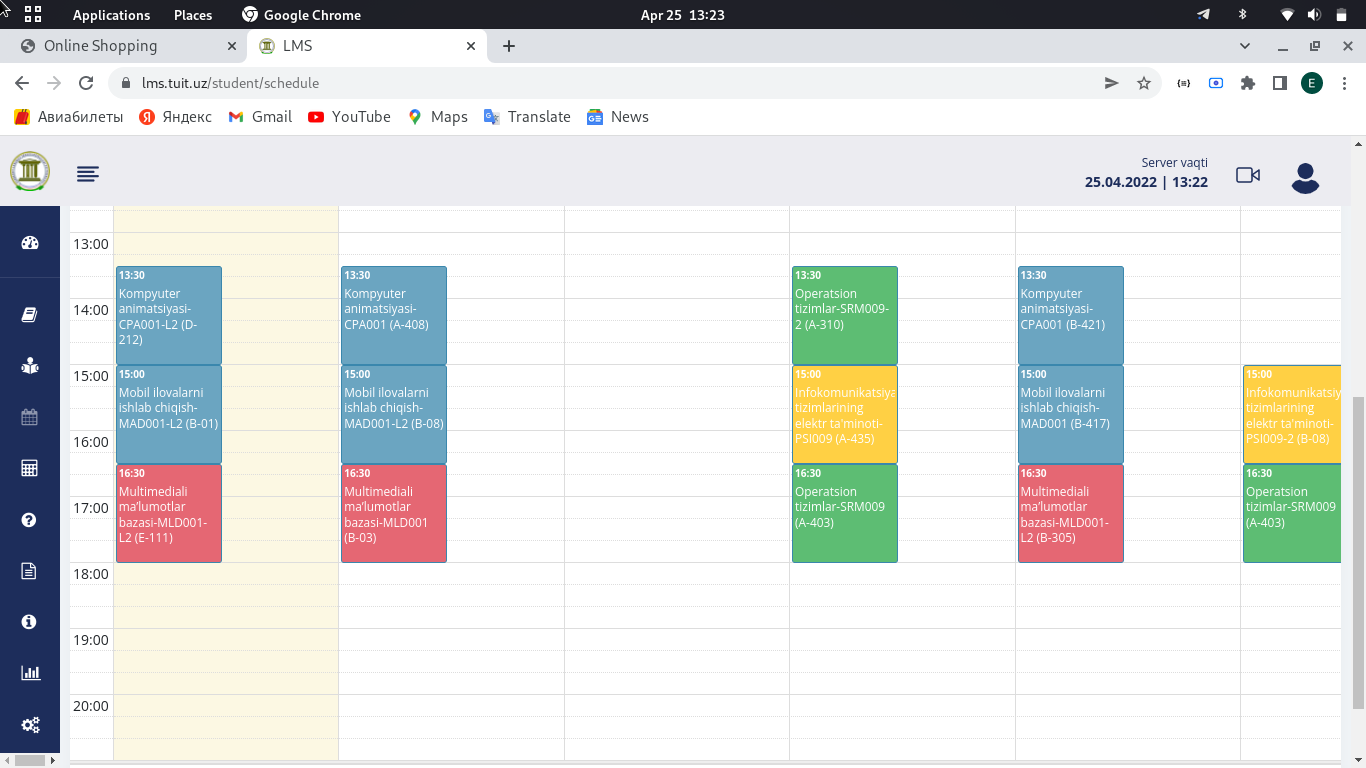 Applications Places Google Chrome Apr 25 13:23
Online Shopping LMS
lms.tuit.uz/student/schedule E
Авиабилеты Яндекс Gmail YouTube Maps Translate News
Server vaqti
25.04.2022 | 13:22
13:00
14:00
15:00
16:00
17:00
18:00
19:00
20:00
13:30
Kompyuter
animatsiyasi-
CPA001-L2 (D-
212)
15:00
Mobil ilovalarni
ishlab chiqish-
MAD001-L2 (B-01)
16:30
Multimediali
ma'lumotlar
bazasi-MLD001-
L2 (E-111)
13:30
Kompyuter
animatsiyasi-
CPA001 (A-408)
15:00
Mobil ilovalarni
ishlab chiqish-
MAD001-L2 (B-08)
16:30
Multimediali
ma'lumotlar
bazasi-MLD001
(B-03)
13:30
Operatsion
tizimlar-SRM009-
2 (A-310)
15:00
Infokomunikatsiya
tizimlarining
elektr ta'minoti-
PSI009 (A-435)
16:30
Operatsion
tizimlar-SRM009
(A-403)
13:30
Kompyuter
animatsiyasi-
CPA001 (B-421)
15:00
Mobil ilovalarni
ishlab chiqish-
MAD001 (B-417)
16:30
Multimediali
ma'lumotlar
bazasi-MLD001-
L2 (B-305)
15:00
Infokomunikatsiy
tizimlarining
elektr ta'minoti-
PSI009-2 (B-08)
16:30
Operatsion
tizimlar-SRM009
(A-403)